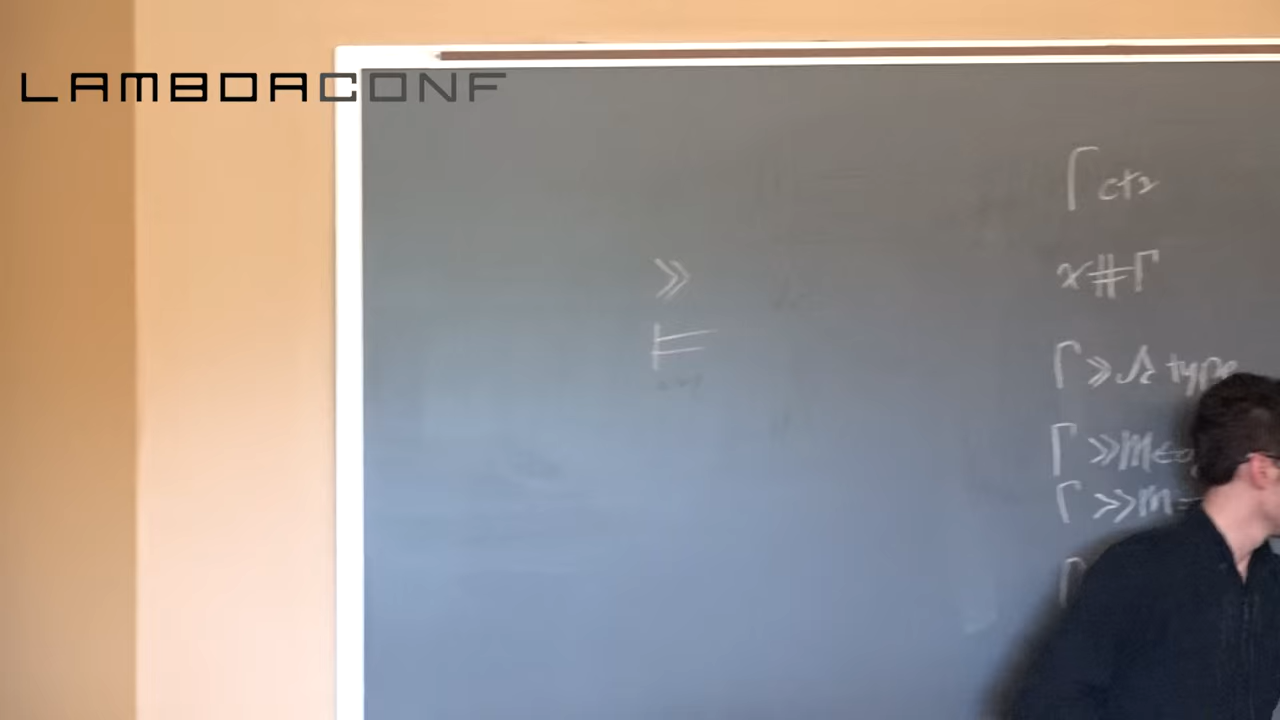 LAMBDACONF
Γ ctx
x # Γ
≫
⊨
Γ ≫ A type
Γ ≫ M ∈
Γ ≫ M =
Γ